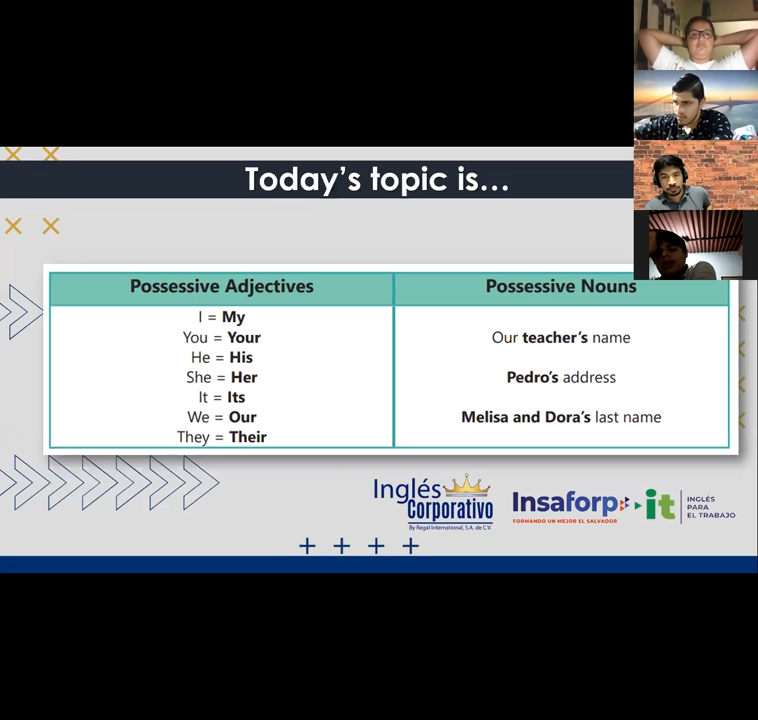 Today's topic is...
Possessive Adjectives
I = My
You = Your
He = His
She = Her
It = Its
We = Our
They = Their
Possessive Nouns
Our teacher's name
Pedro's address
Melisa and Dora's last name
Inglés
Corporativo
By Regal International, S.A. de C.V.
Insaforp
FORMANDO UN MEJOR EL SALVADOR
it
INGLÉS
PARA
EL TRABAJO